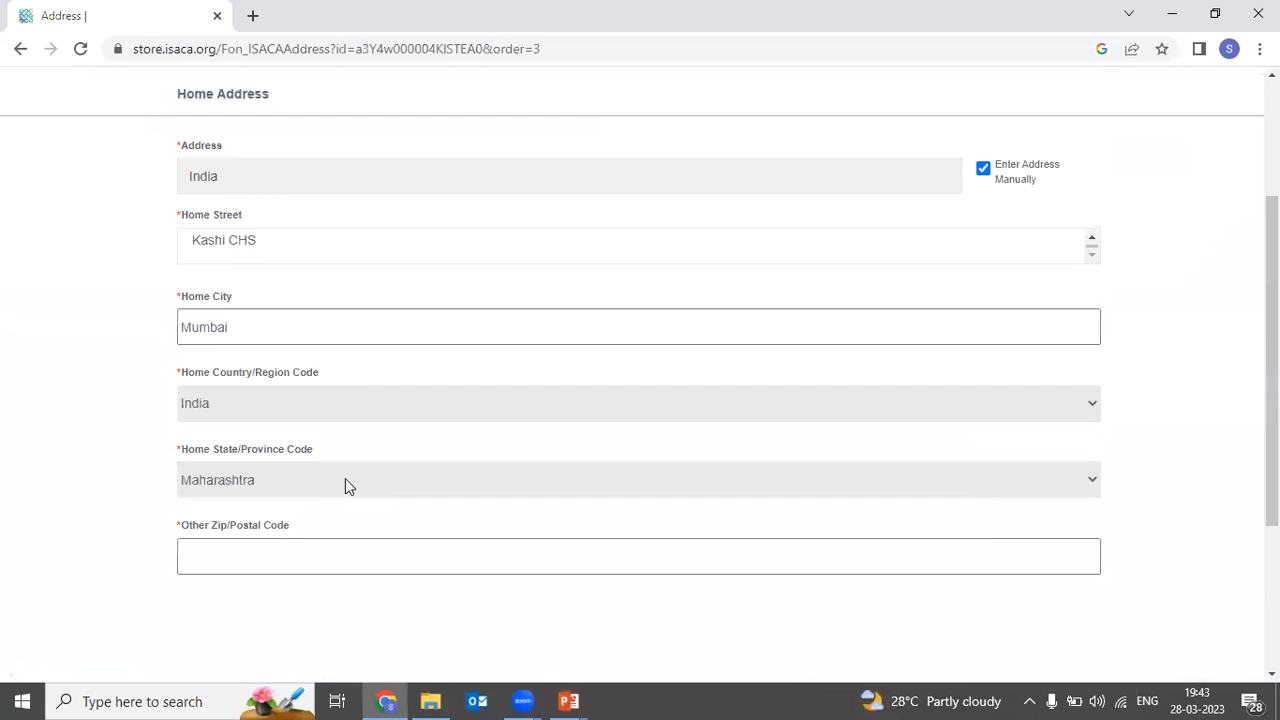 Address |
store.isaca.org/Fon_ISACAAddress?id=a3Y4w000004KISTEA0&order=3
S
Home Address
*Address
India
Enter Address
Manually
*Home Street
Kashi CHS
*Home City
Mumbai
*Home Country/Region Code
India
*Home State/Province Code
Maharashtra
*Other Zip/Postal Code
Type here to search
zoom
28°C Partly cloudy
ENG
19:43
28-03-2023
28